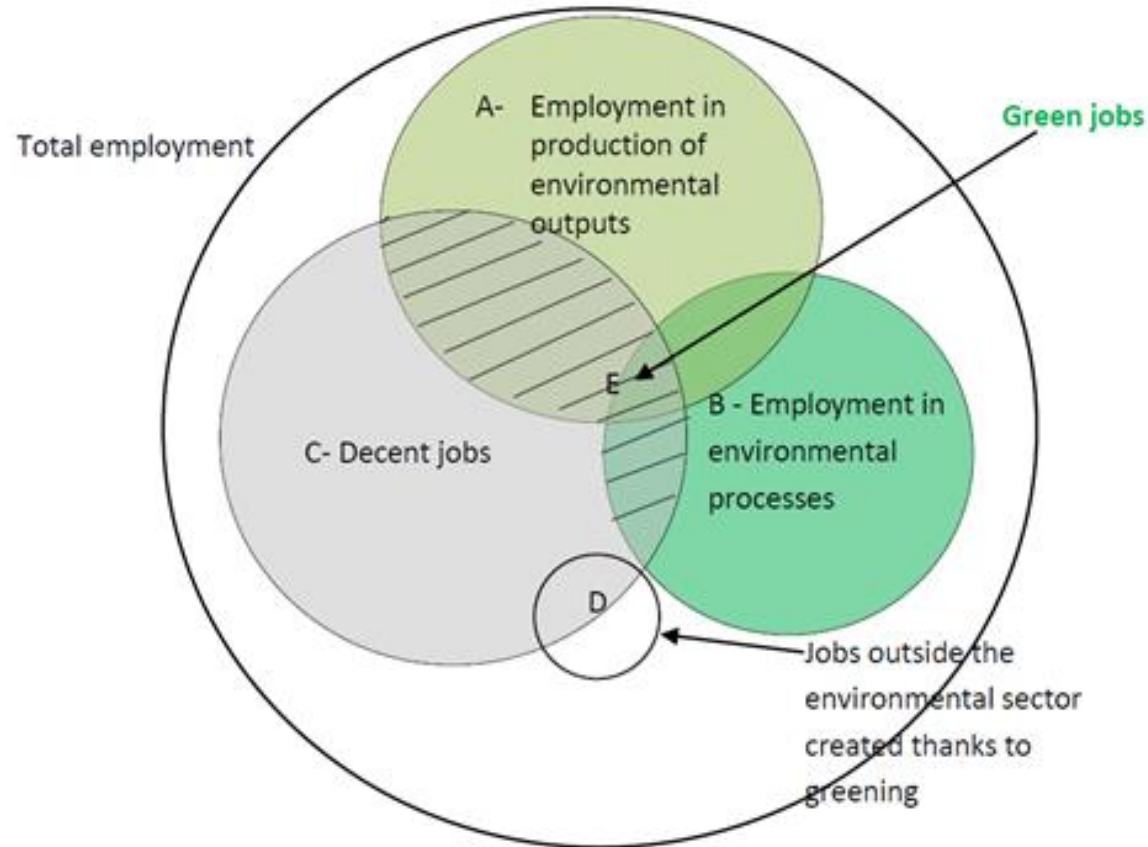 A- Employment in
production of
environmental
outputs
Green jobs
Total employment
E
B - Employment in
environmental
processes
C- Decent jobs
D
Jobs outside the
environmental sector
created thanks to
greening